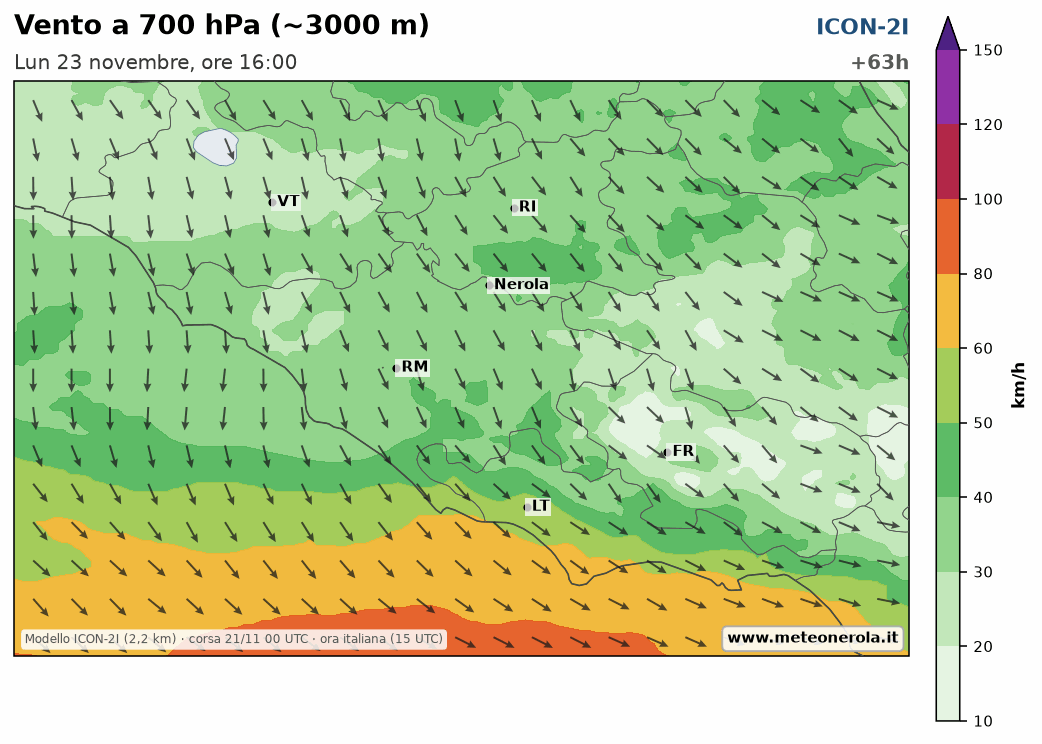 Vento a 700 hPa (~3000 m)
ICON-2I
Lun 23 novembre, ore 16:00
+63h
150
120
100
80
60
50
40
30
20
10
km/h
VT
RI
Nerola
RM
FR
LT
Modello ICON-2I (2,2 km) · corsa 21/11 00 UTC · ora italiana (15 UTC)
www.meteonerola.it